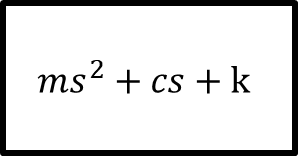 ms² + cs + k